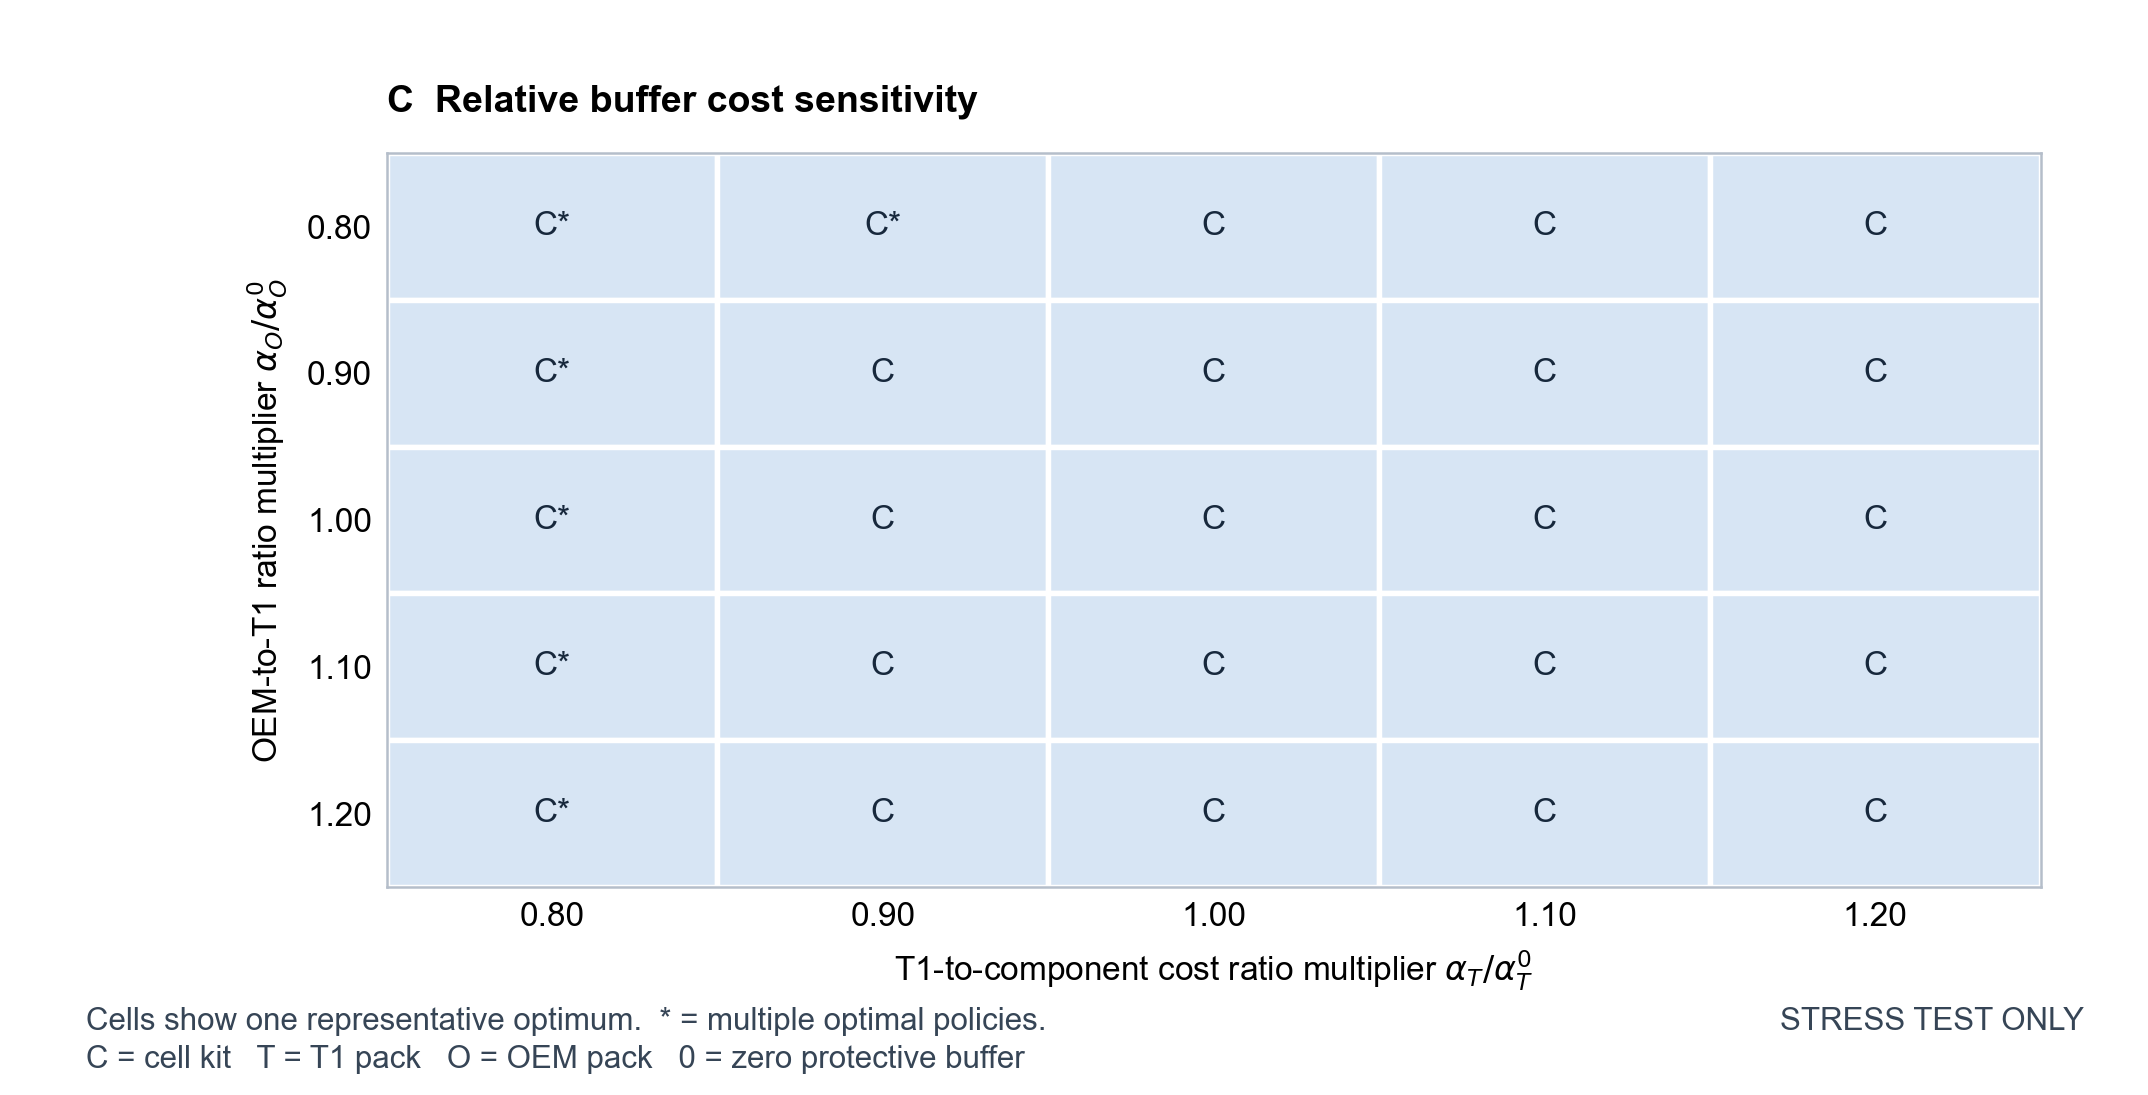 C  Relative buffer cost sensitivity
0.80 C* C* C C C
0.90 C* C C C C
1.00 C* C C C C
1.10 C* C C C C
1.20 C* C C C C
OEM-to-T1 ratio multiplier α_O/α_O^0
0.80 0.90 1.00 1.10 1.20
T1-to-component cost ratio multiplier α_T/α_T^0
Cells show one representative optimum.  * = multiple optimal policies.
STRESS TEST ONLY
C = cell kit   T = T1 pack   O = OEM pack   0 = zero protective buffer